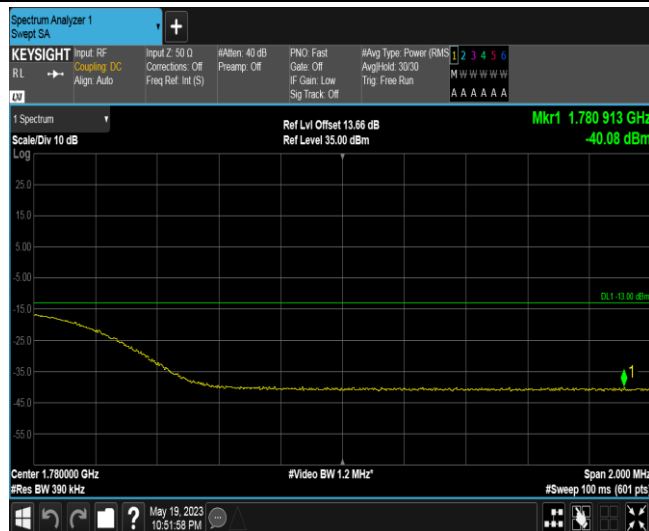 Spectrum Analyzer 1
Swept SA
+
KEYSIGHT Input: RF Input Z: 50 Ω #Atten: 40 dB PNO: Fast #Avg Type: Power (RMS 1 2 3 4 5 6
RL Coupling: DC Corrections: Off Preamp: Off Gate: Off Avg|Hold: 30/30 M W W W W W
Align: Auto Freq Ref: Int (S) IF Gain: Low Trig: Free Run
Sig Track: Off A A A A A A
LXI
1 Spectrum Ref Lvl Offset 13.66 dB Mkr1 1.780 913 GHz
Scale/Div 10 dB Ref Level 35.00 dBm -40.08 dBm
Log
25.0
15.0
5.00
-5.00
DL1 -13.00 dBm
-15.0
-25.0
-35.0
1
-45.0
-55.0
Center 1.780000 GHz #Video BW 1.2 MHz* Span 2.000 MHz
#Res BW 390 kHz #Sweep 100 ms (601 pts)
? May 19, 2023
10:51:58 PM